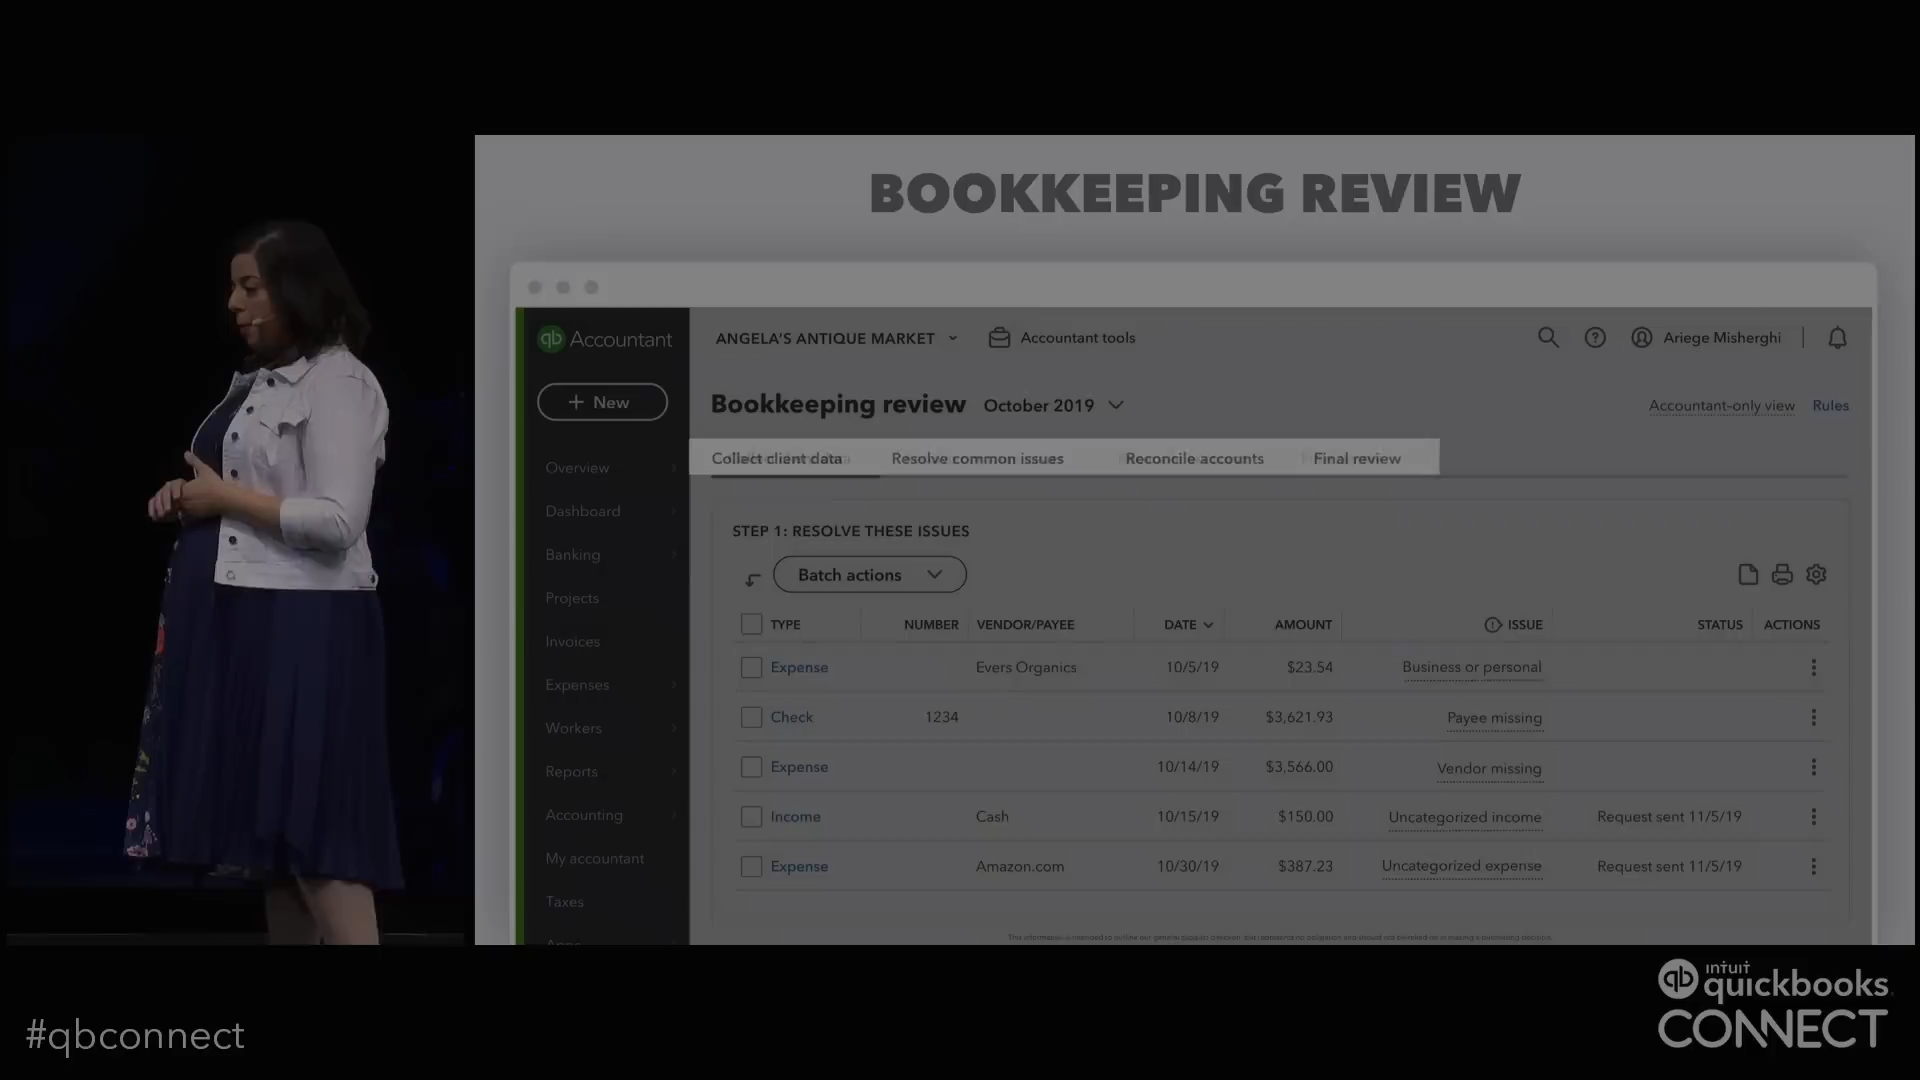 BOOKKEEPING REVIEW
qb Accountant
ANGELA'S ANTIQUE MARKET
Accountant tools
Ariege Misherghi
+ New
Bookkeeping review October 2019
Accountant-only view Rules
Collect client data Resolve common issues Reconcile accounts Final review
Overview
Dashboard
Banking
Projects
Invoices
Expenses
Workers
Reports
Accounting
My accountant
Taxes
Apps
STEP 1: RESOLVE THESE ISSUES
Batch actions
TYPE NUMBER VENDOR/PAYEE DATE AMOUNT ISSUE STATUS ACTIONS
Expense Evers Organics 10/5/19 $23.54 Business or personal
Check 1234 10/8/19 $3,621.93 Payee missing
Expense 10/14/19 $3,566.00 Vendor missing
Income Cash 10/15/19 $150.00 Uncategorized income Request sent 11/5/19
Expense Amazon.com 10/30/19 $387.23 Uncategorized expense Request sent 11/5/19
#qbconnect
qb intuit quickbooks.
CONNECT